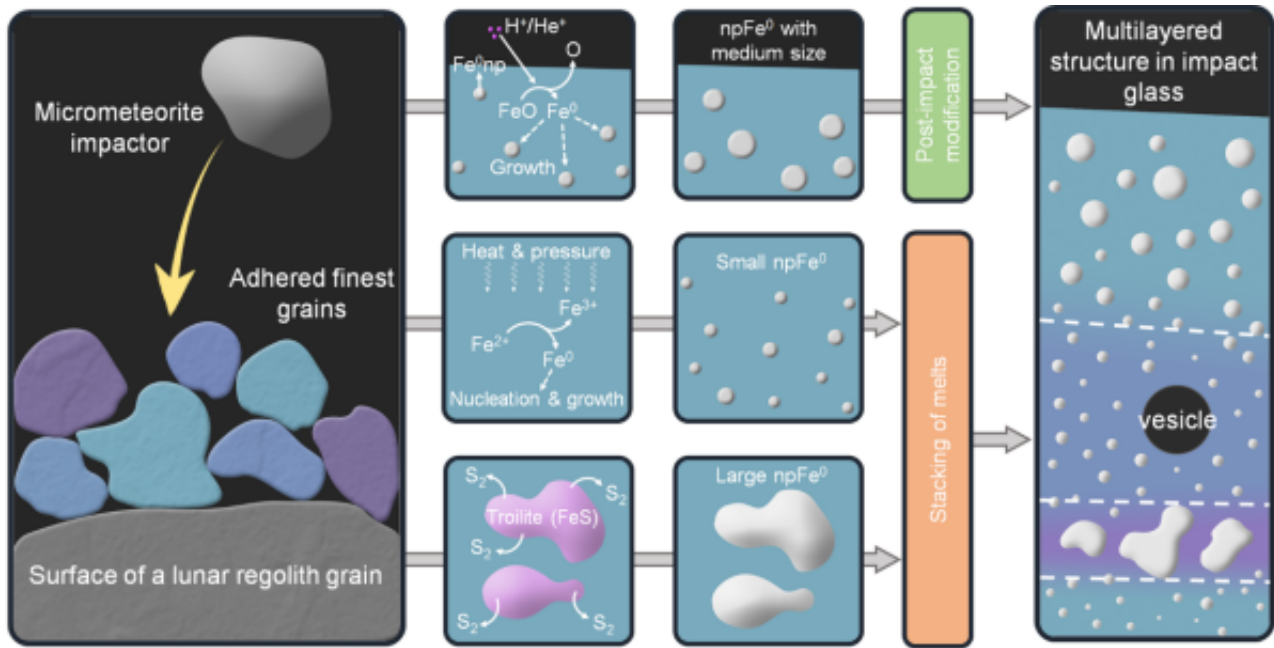 Micrometeorite
impactor
Adhered finest
grains
Surface of a lunar regolith grain
H⁺/He⁺
O
Fe⁰np
FeO Fe⁰
Growth
npFe⁰ with
medium size
Post-impact
modification
Heat & pressure
Fe³⁺
Fe²⁺
Fe⁰
Nucleation & growth
Small npFe⁰
S₂
S₂
Troilite (FeS)
S₂
S₂
S₂
Large npFe⁰
Stacking of melts
Multilayered
structure in impact
glass
vesicle